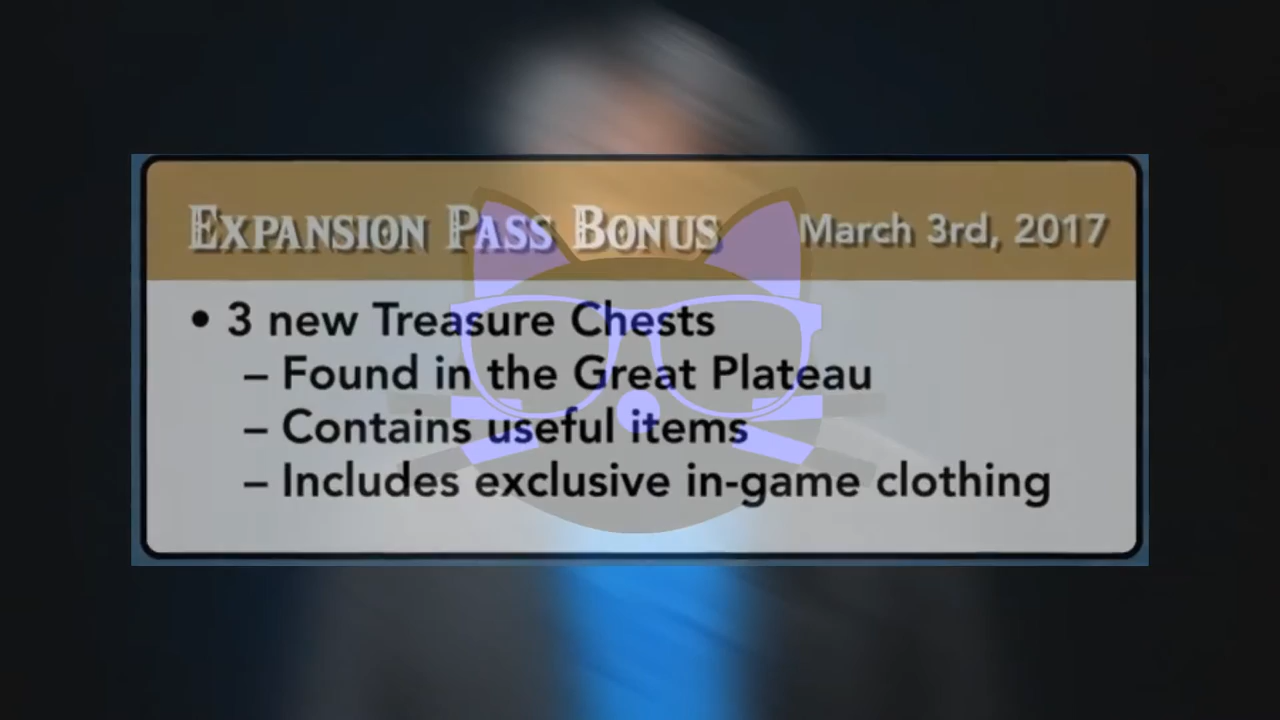 Expansion Pass Bonus March 3rd, 2017
• 3 new Treasure Chests
– Found in the Great Plateau
– Contains useful items
– Includes exclusive in-game clothing